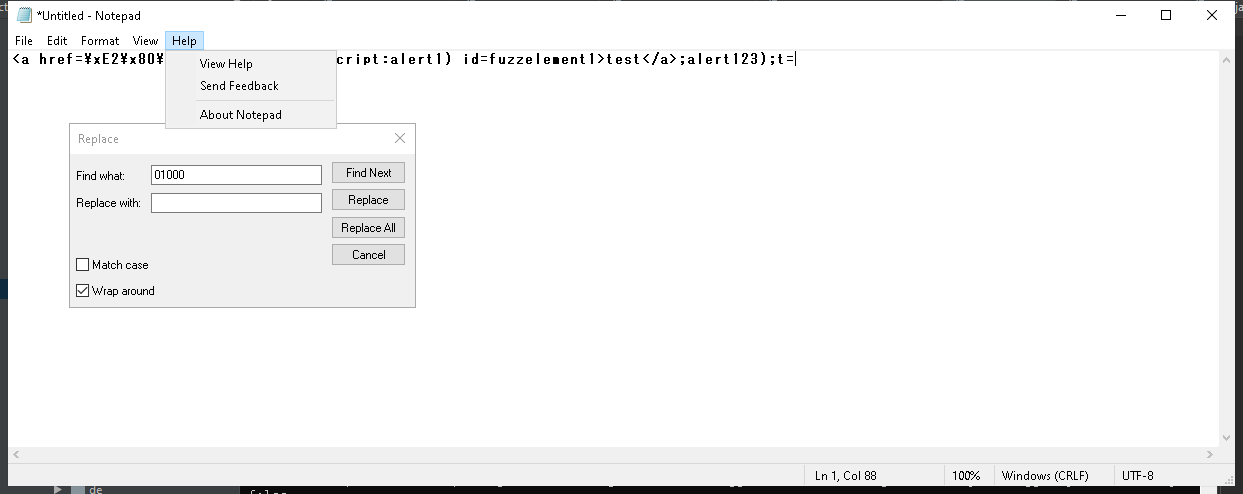 *Untitled - Notepad
File Edit Format View Help
<a href=¥xE2¥x80¥ cript:alert1) id=fuzzelement1>test</a>;alert123);t=
View Help
Send Feedback
About Notepad
Replace
Find what: 01000 Find Next
Replace with: Replace
Replace All
Cancel
Match case
Wrap around
Ln 1, Col 88 100% Windows (CRLF) UTF-8
de